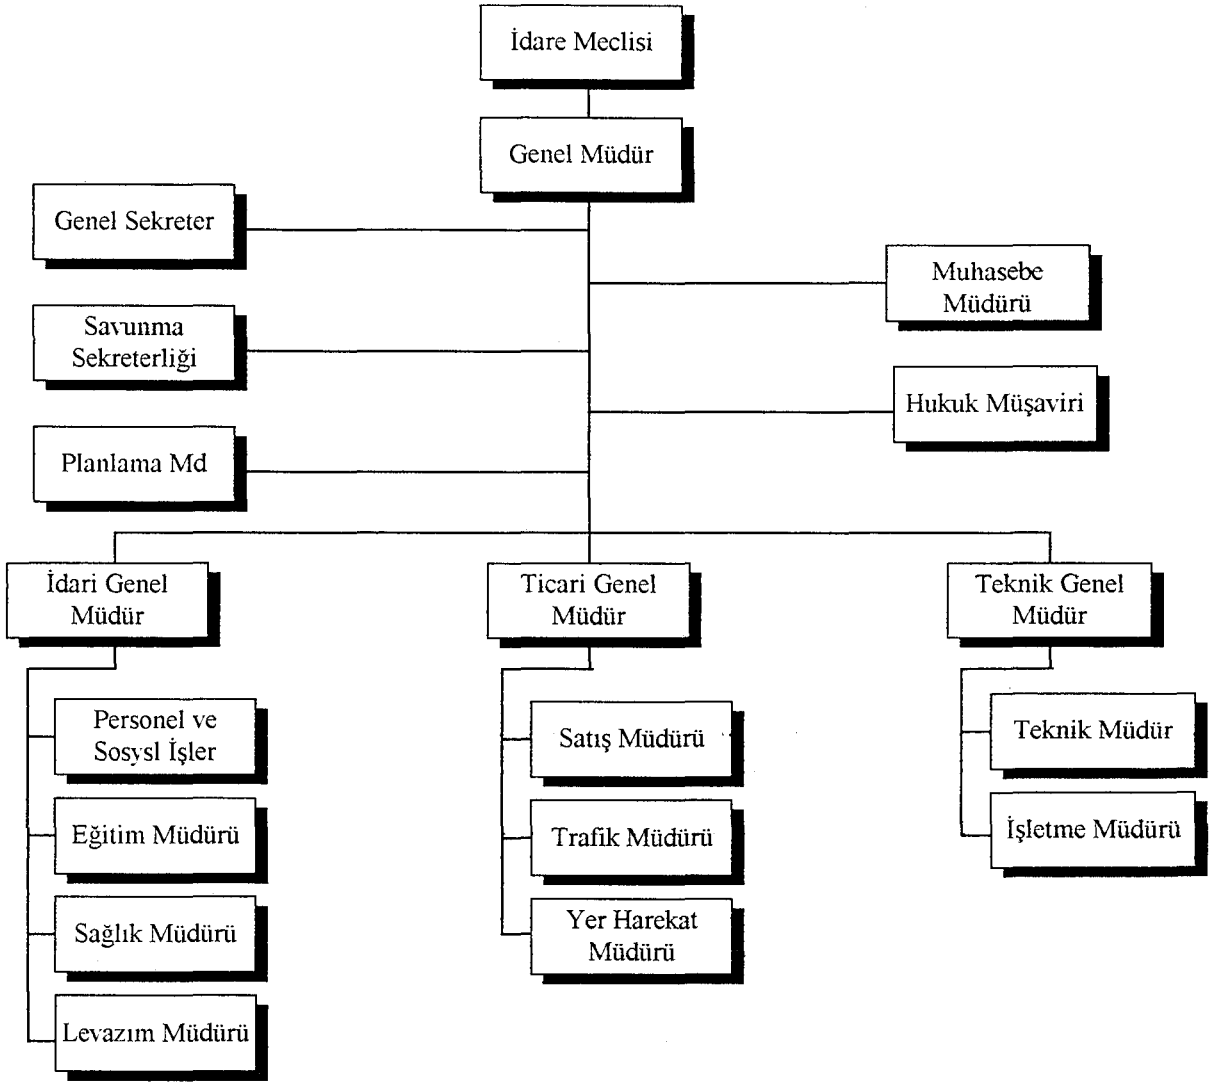 İdare Meclisi
Genel Müdür
Genel Sekreter
Muhasebe
Müdürü
Savunma
Sekreterliği
Hukuk Müşaviri
Planlama Md
İdari Genel
Müdür
Ticari Genel
Müdür
Teknik Genel
Müdür
Personel ve
Sosysl İşler
Eğitim Müdürü
Sağlık Müdürü
Levazım Müdürü
Satış Müdürü
Trafik Müdürü
Yer Harekat
Müdürü
Teknik Müdür
İşletme Müdürü